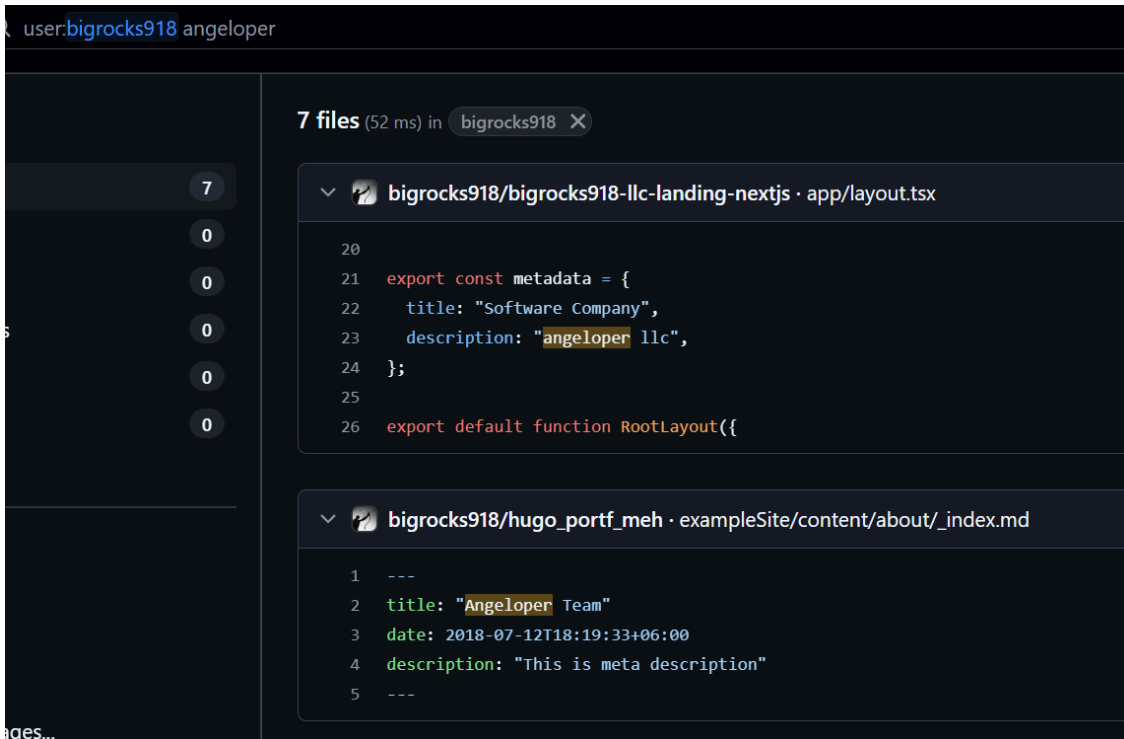 user:bigrocks918 angeloper
7 files (52 ms) in bigrocks918
7
0
0
s 0
0
0
bigrocks918/bigrocks918-llc-landing-nextjs · app/layout.tsx
20
21 export const metadata = {
22 title: "Software Company",
23 description: "angeloper llc",
24 };
25
26 export default function RootLayout({
bigrocks918/hugo_portf_meh · exampleSite/content/about/_index.md
1 ---
2 title: "Angeloper Team"
3 date: 2018-07-12T18:19:33+06:00
4 description: "This is meta description"
5 ---
ages...